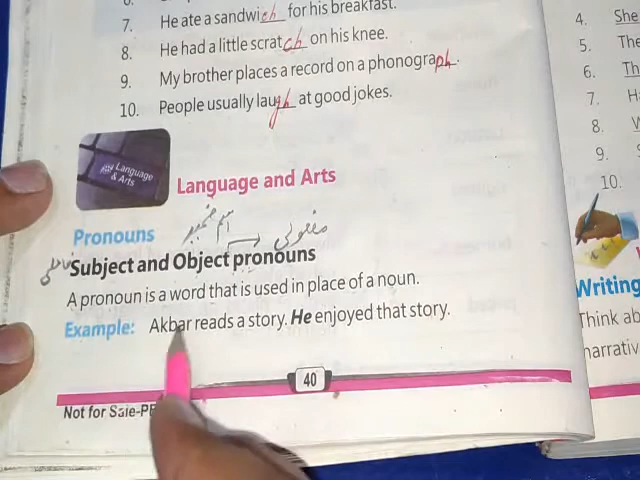 7. He ate a sandwich for his breakfast.
8. He had a little scratch on his knee.
9. My brother places a record on a phonograph.
10. People usually laugh at good jokes.
Language
& Arts
Language and Arts
Pronouns اسم ضمیر
مفعولی
فاعلی Subject and Object pronouns
A pronoun is a word that is used in place of a noun.
Example: Akbar reads a story. He enjoyed that story.
40
Not for Sale-PE
4. She
5. The
6. Th
7.
8.
9.
10.
Writing
Think ab
narrativ